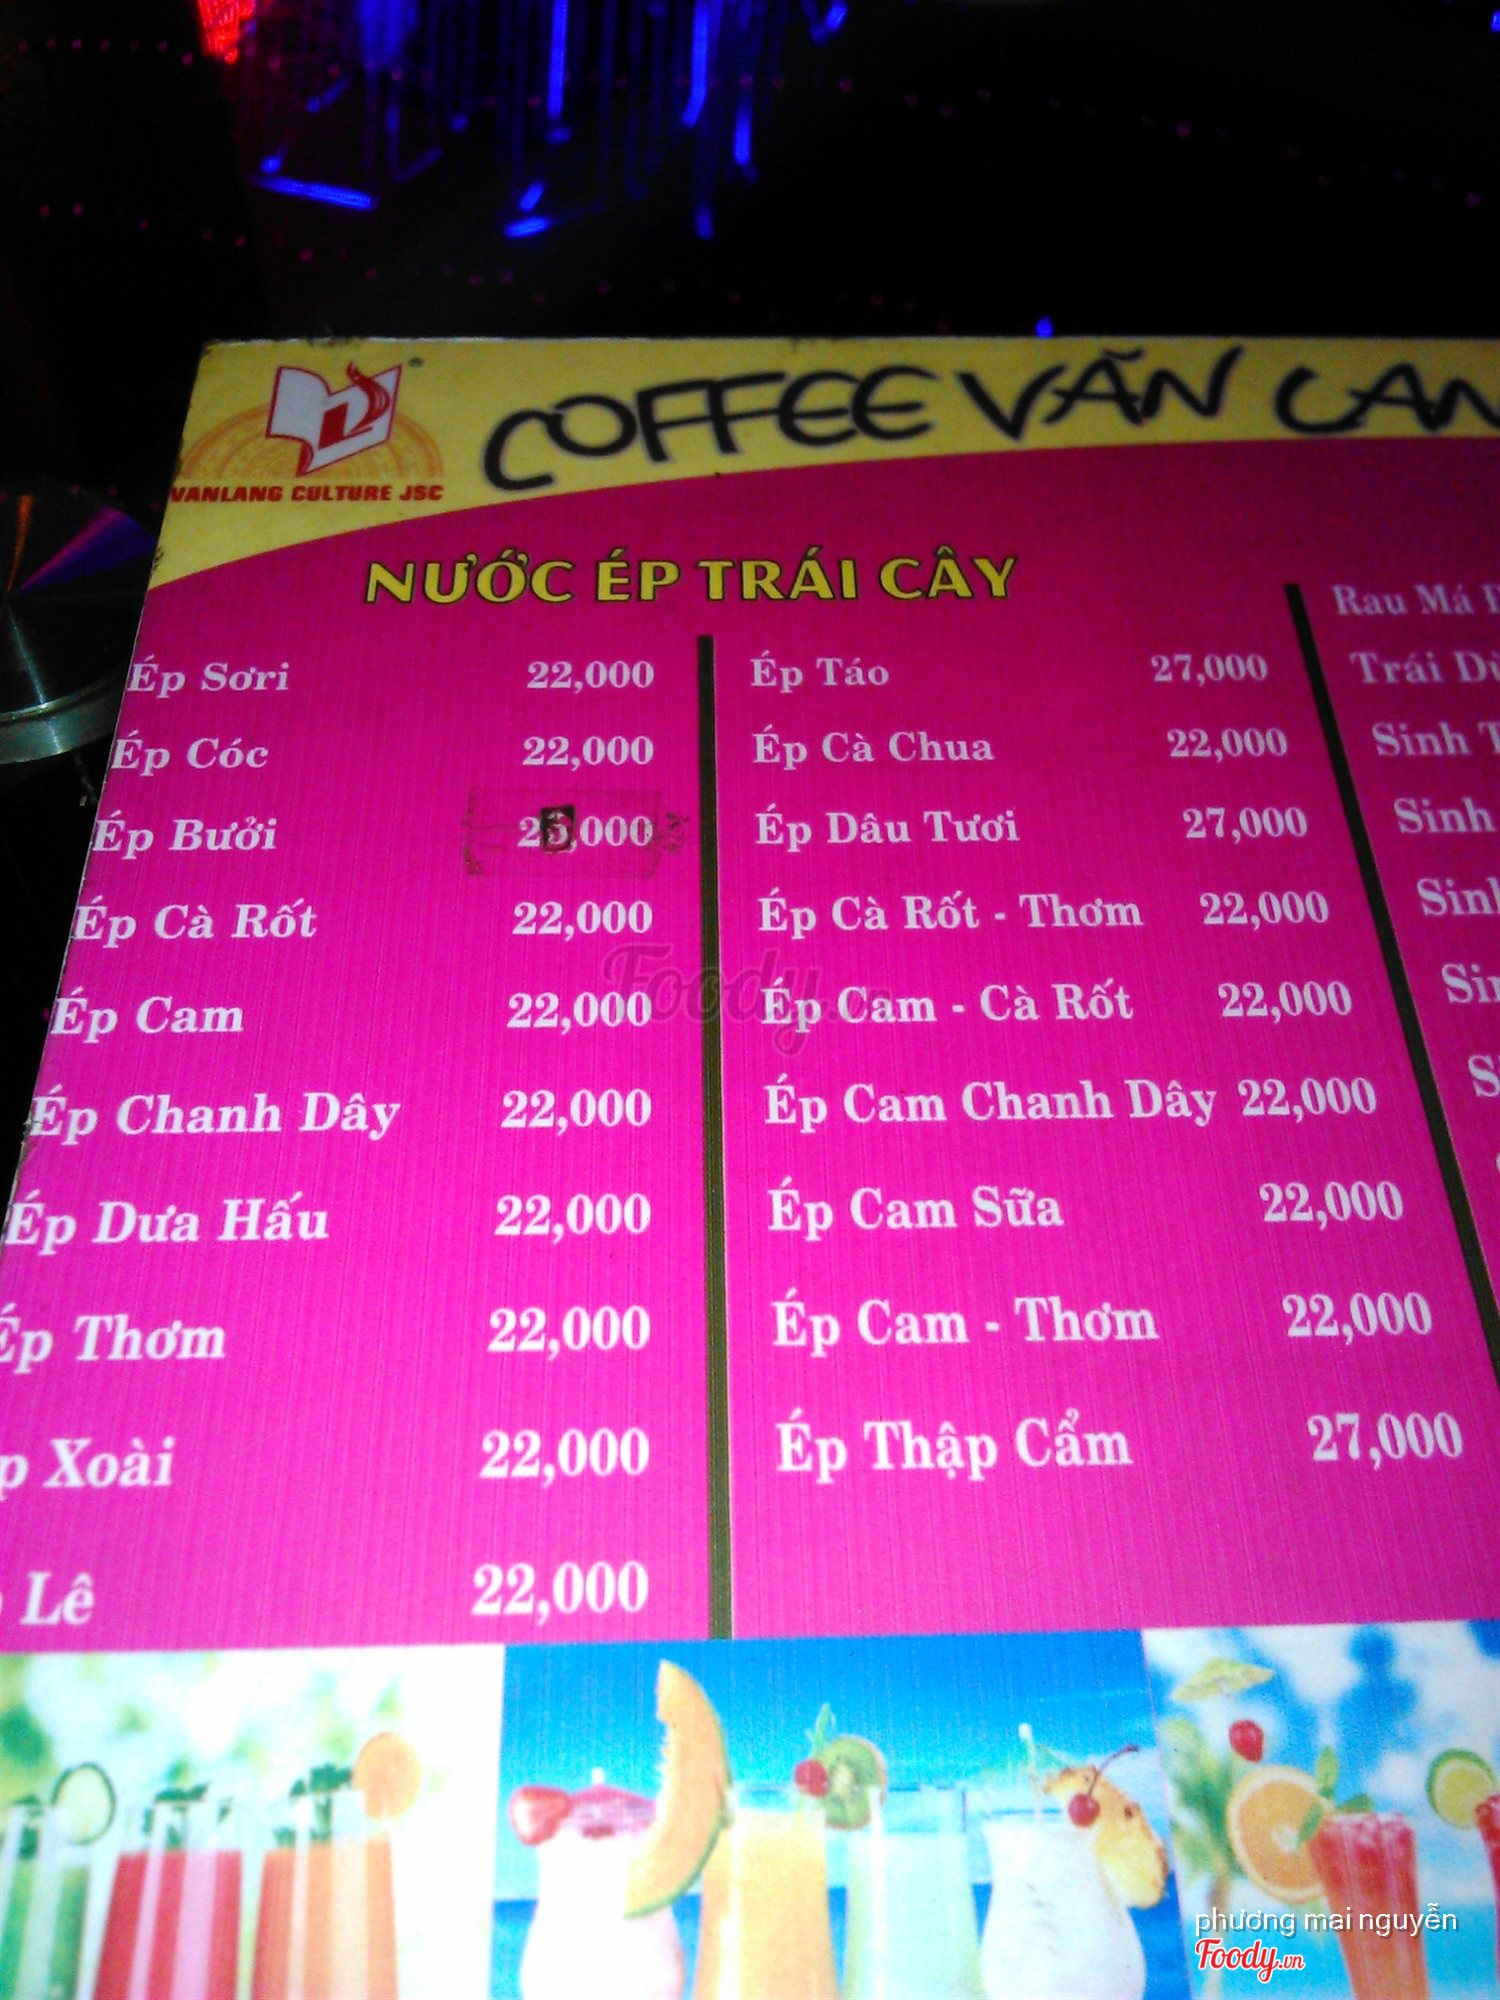 VANLANG CULTURE JSC
COFFEE VĂN
NƯỚC ÉP TRÁI CÂY
Ép Sơri 22,000
Ép Cóc 22,000
Ép Bưởi
Ép Cà Rốt 22,000
Ép Cam 22,000
Ép Chanh Dây 22,000
Ép Dưa Hấu 22,000
Ép Thơm 22,000
Xoài 22,000
Lê 22,000
Ép Táo 27,000
Ép Cà Chua 22,000
Ép Dâu Tươi 27,000
Ép Cà Rốt - Thơm 22,000
Ép Cam - Cà Rốt 22,000
Ép Cam Chanh Dây 22,000
Ép Cam Sữa 22,000
Ép Cam - Thơm 22,000
Ép Thập Cẩm 27,000
Rau Má
Trái
Sinh
Sinh
Foody.vn
phương mai nguyễn
Foody.vn